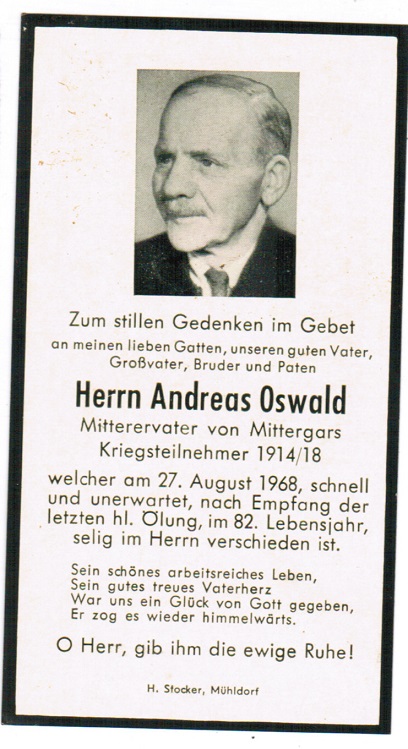 Zum stillen Gedenken im Gebet
an meinen lieben Gatten, unseren guten Vater,
Großvater, Bruder und Paten
Herrn Andreas Oswald
Mitterervater von Mittergars
Kriegsteilnehmer 1914/18
welcher am 27. August 1968, schnell
und unerwartet, nach Empfang der
letzten hl. Ölung, im 82. Lebensjahr,
selig im Herrn verschieden ist.
Sein schönes arbeitsreiches Leben,
Sein gutes treues Vaterherz
War uns ein Glück von Gott gegeben,
Er zog es wieder himmelwärts.
O Herr, gib ihm die ewige Ruhe!
H. Stocker, Mühldorf